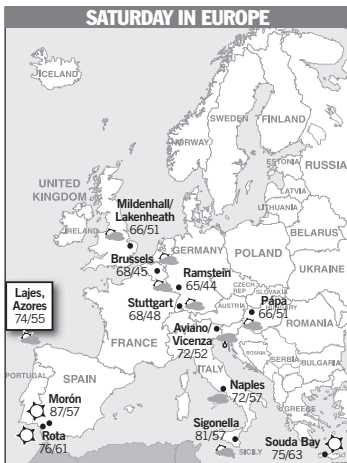 SATURDAY IN EUROPE
ICELAND
SWEDEN
FINLAND
NORWAY
ESTONIA
RUSSIA
LATVIA
LITHUANIA
UNITED
KINGDOM
Mildenhall/
Lakenheath
66/51
IRELAND
BELARUS
Brussels
68/45
GERMANY
POLAND
Ramstein
65/44
UKRAINE
CZECH
REP
SLOVAKIA
Lajes,
Azores
74/55
Stuttgart
68/48
AUSTRIA
Pápa
66/51
HUNGARY
FRANCE
Aviano/
Vicenza
72/52
ROMANIA
BOSNIA
SERBIA
BULGARIA
ITALY
PORTUGAL
SPAIN
Morón
87/57
Naples
72/57
Rota
76/61
Sigonella
81/57
SICILY
GREECE
Souda Bay
75/63